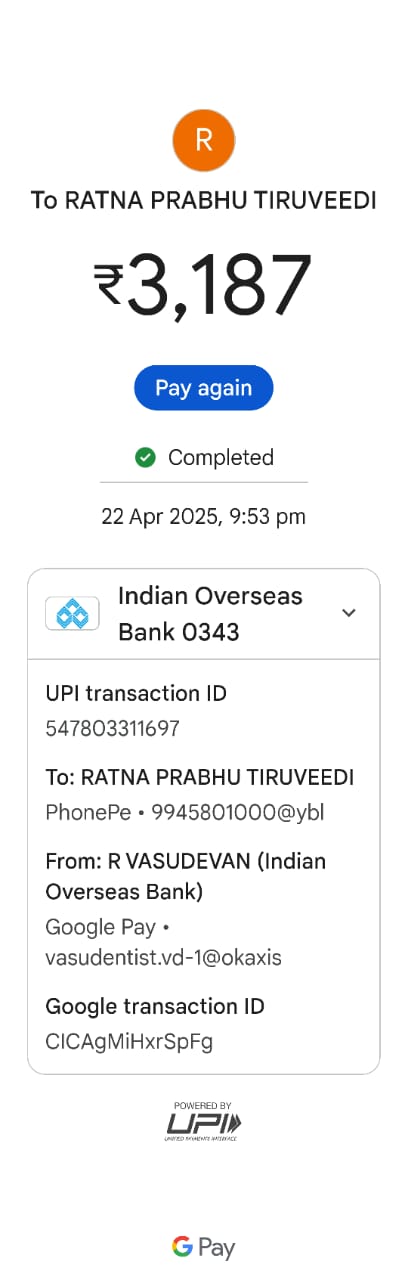 R
To RATNA PRABHU TIRUVEEDI
₹3,187
Pay again
Completed
22 Apr 2025, 9:53 pm
Indian Overseas
Bank 0343
UPI transaction ID
547803311697
To: RATNA PRABHU TIRUVEEDI
PhonePe • 9945801000@ybl
From: R VASUDEVAN (Indian
Overseas Bank)
Google Pay •
vasudentist.vd-1@okaxis
Google transaction ID
CICAgMiHxrSpFg
POWERED BY
UPI
UNIFIED PAYMENTS INTERFACE
G Pay